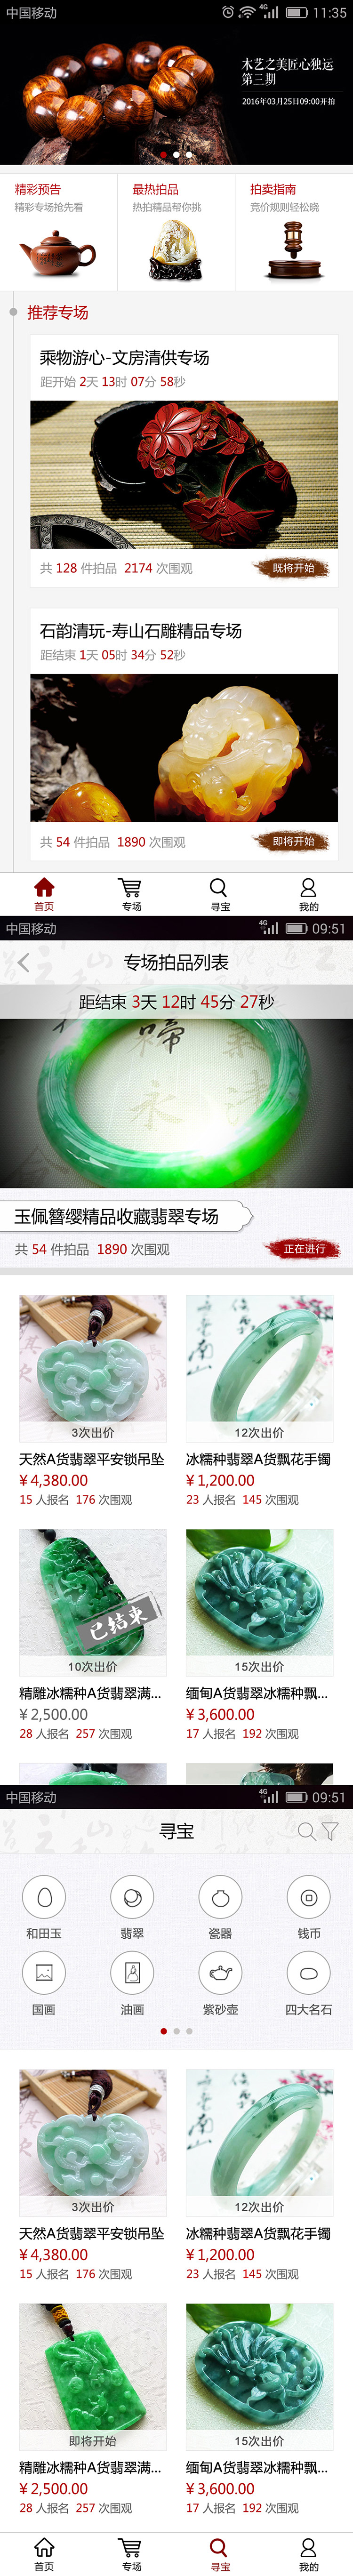 中国移动
4G
11:35
木艺之美匠心独运
第三期
2016年03月25日09:00开拍
精彩预告
最热拍品
拍卖指南
精彩专场抢先看
热拍精品帮你挑
竞价规则轻松晓
推荐专场
乘物游心-文房清供专场
距开始 2天 13时 07分 58秒
共 128 件拍品 2174 次围观
既将开始
石韵清玩-寿山石雕精品专场
距结束 1天 05时 34分 52秒
共 54 件拍品 1890 次围观
即将开始
首页
专场
寻宝
我的
中国移动
4G
09:51
专场拍品列表
距结束 3天 12时 45分 27秒
玉佩簪缨精品收藏翡翠专场
共 54 件拍品 1890 次围观
正在进行
3次出价
12次出价
天然A货翡翠平安锁吊坠
冰糯种翡翠A货飘花手镯
¥4,380.00
¥1,200.00
15 人报名 176 次围观
23 人报名 145 次围观
已结束
10次出价
15次出价
精雕冰糯种A货翡翠满...
缅甸A货翡翠冰糯种飘...
¥2,500.00
¥3,600.00
28 人报名 257 次围观
17 人报名 192 次围观
中国移动
4G
09:51
寻宝
和田玉
翡翠
瓷器
钱币
国画
油画
紫砂壶
四大名石
3次出价
12次出价
天然A货翡翠平安锁吊坠
冰糯种翡翠A货飘花手镯
¥4,380.00
¥1,200.00
15 人报名 176 次围观
23 人报名 145 次围观
即将开始
15次出价
精雕冰糯种A货翡翠满...
缅甸A货翡翠冰糯种飘...
¥2,500.00
¥3,600.00
28 人报名 257 次围观
17 人报名 192 次围观
首页
专场
寻宝
我的